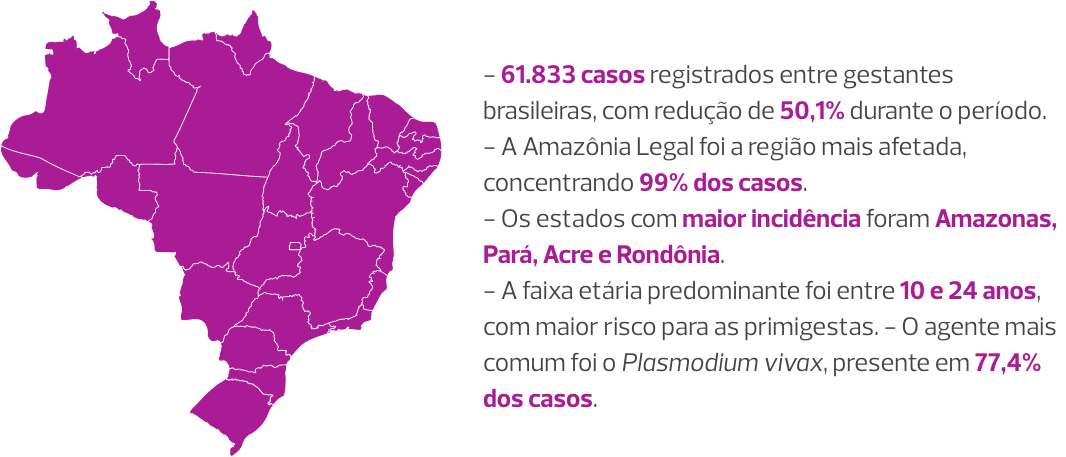 – 61.833 casos registrados entre gestantes
brasileiras, com redução de 50,1% durante o período.
– A Amazônia Legal foi a região mais afetada,
concentrando 99% dos casos.
– Os estados com maior incidência foram Amazonas,
Pará, Acre e Rondônia.
– A faixa etária predominante foi entre 10 e 24 anos,
com maior risco para as primigestas. – O agente mais
comum foi o Plasmodium vivax, presente em 77,4%
dos casos.